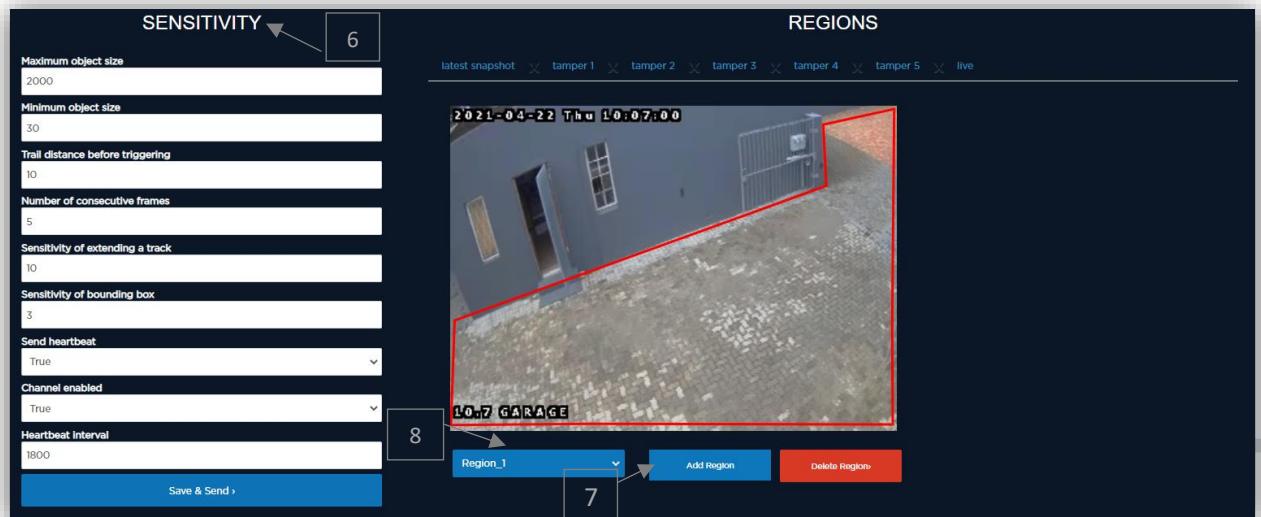 SENSITIVITY
6
Maximum object size
2000
Minimum object size
30
Trail distance before triggering
10
Number of consecutive frames
5
Sensitivity of extending a track
10
Sensitivity of bounding box
3
Send heartbeat
True
Channel enabled
True
Heartbeat interval
1800
Save & Send ›
REGIONS
latest snapshot tamper 1 tamper 2 tamper 3 tamper 4 tamper 5 live
2021-04-22 Thu 10:07:00
10.7 GARAGE
8
Region_1 Add Region Delete Region›
7